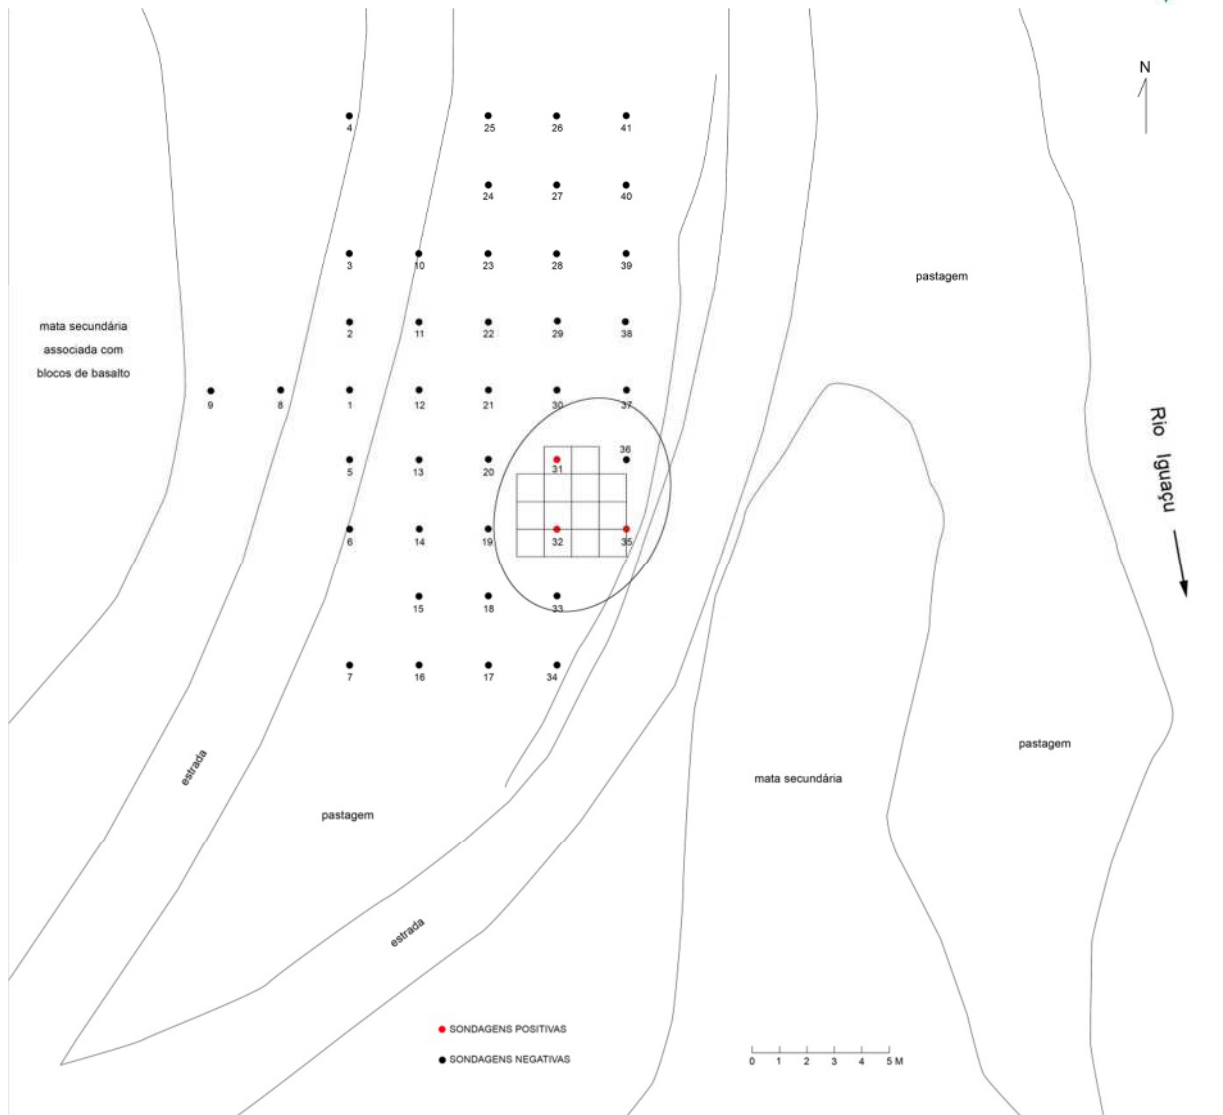 N
4
25
26
41
24
27
40
3
10
23
28
39
pastagem
mata secundária
associada com
blocos de basalto
2
11
22
29
38
9
8
1
12
21
30
37
Rio Iguaçu
5
13
20
31
36
6
14
19
32
35
15
18
33
7
16
17
34
estrada
pastagem
mata secundária
pastagem
estrada
SONDAGENS POSITIVAS
SONDAGENS NEGATIVAS
0 1 2 3 4 5 M